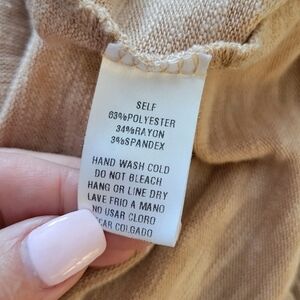 SELF
63%POLYESTER
34%RAYON
3%SPANDEX
HAND WASH COLD
DO NOT BLEACH
HANG OR LINE DRY
LAVE FRIO A MANO
NO USAR CLORO
CAR COLGADO